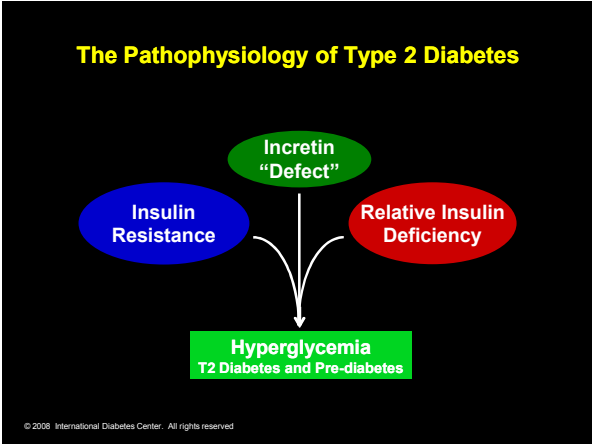 The Pathophysiology of Type 2 Diabetes
Incretin
“Defect”
Insulin
Resistance
Relative Insulin
Deficiency
Hyperglycemia
T2 Diabetes and Pre-diabetes
© 2008 International Diabetes Center. All rights reserved